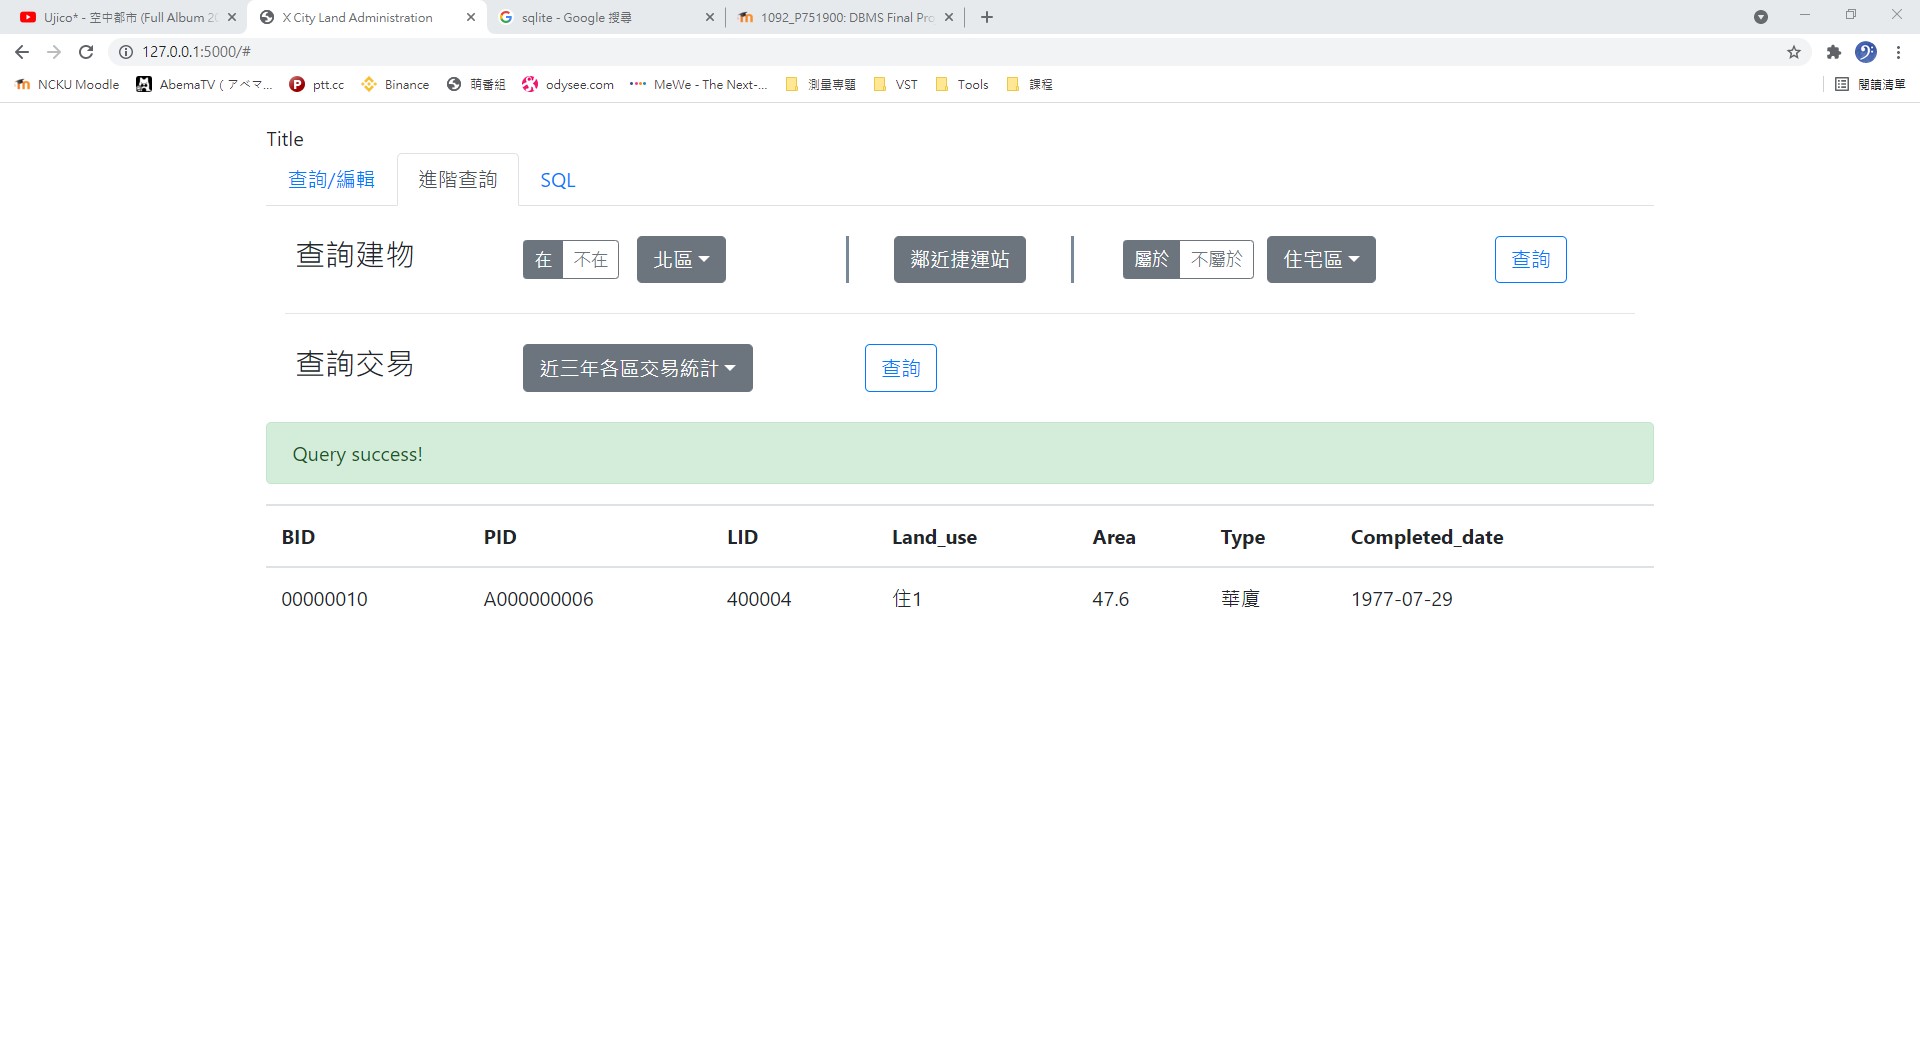 Ujico* - 空中都市 (Full Album 20
X City Land Administration
sqlite - Google 搜尋
1092_P751900: DBMS Final Pro
127.0.0.1:5000/#
NCKU Moodle
AbemaTV ( アベマ...
ptt.cc
Binance
萌番組
odysee.com
MeWe - The Next-...
測量專題
VST
Tools
課程
閱讀清單
Title
查詢/編輯 進階查詢 SQL
查詢建物 在 不在 北區 鄰近捷運站 屬於 不屬於 住宅區 查詢
查詢交易 近三年各區交易統計 查詢
Query success!
BID PID LID Land_use Area Type Completed_date
00000010 A000000006 400004 住1 47.6 華廈 1977-07-29